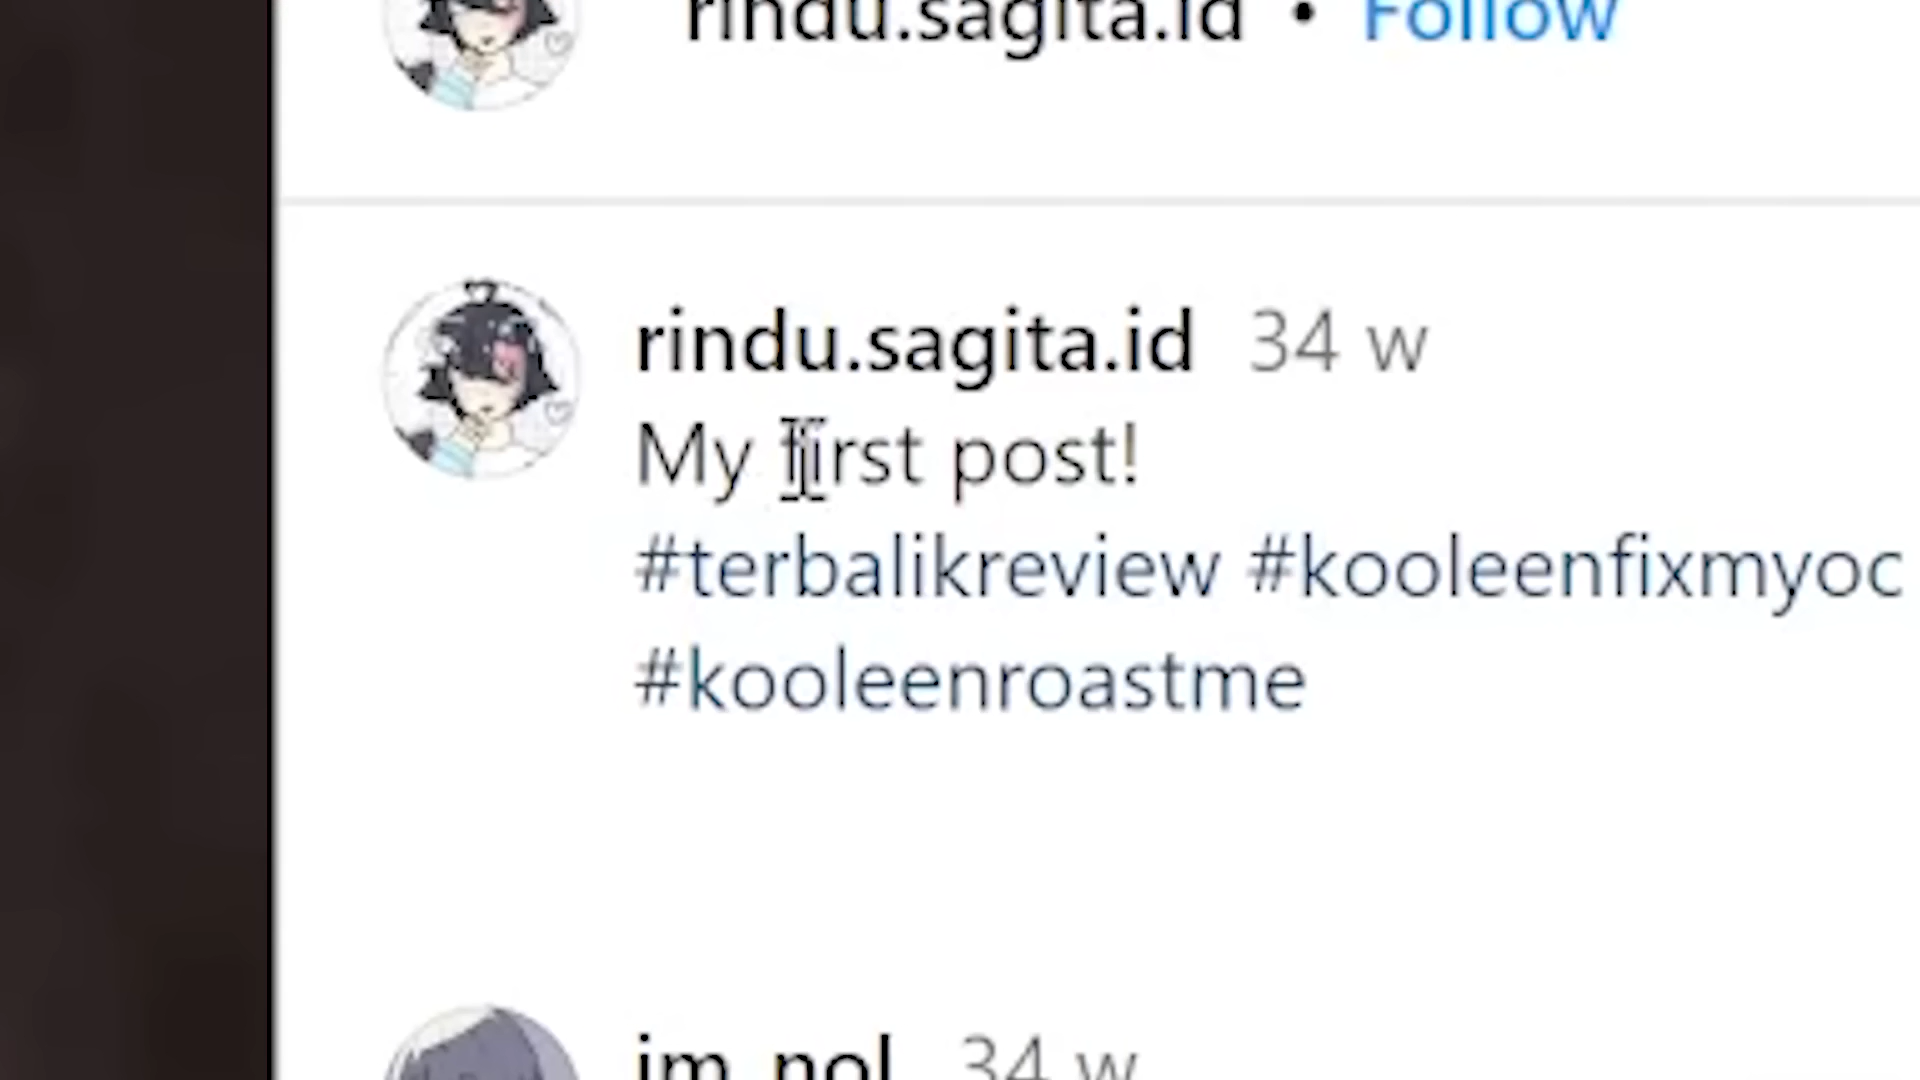 rindu.sagita.id • Follow
rindu.sagita.id 34 w
My first post!
#terbalikreview #kooleenfixmyoc
#kooleenroastme
im_nol 34 w